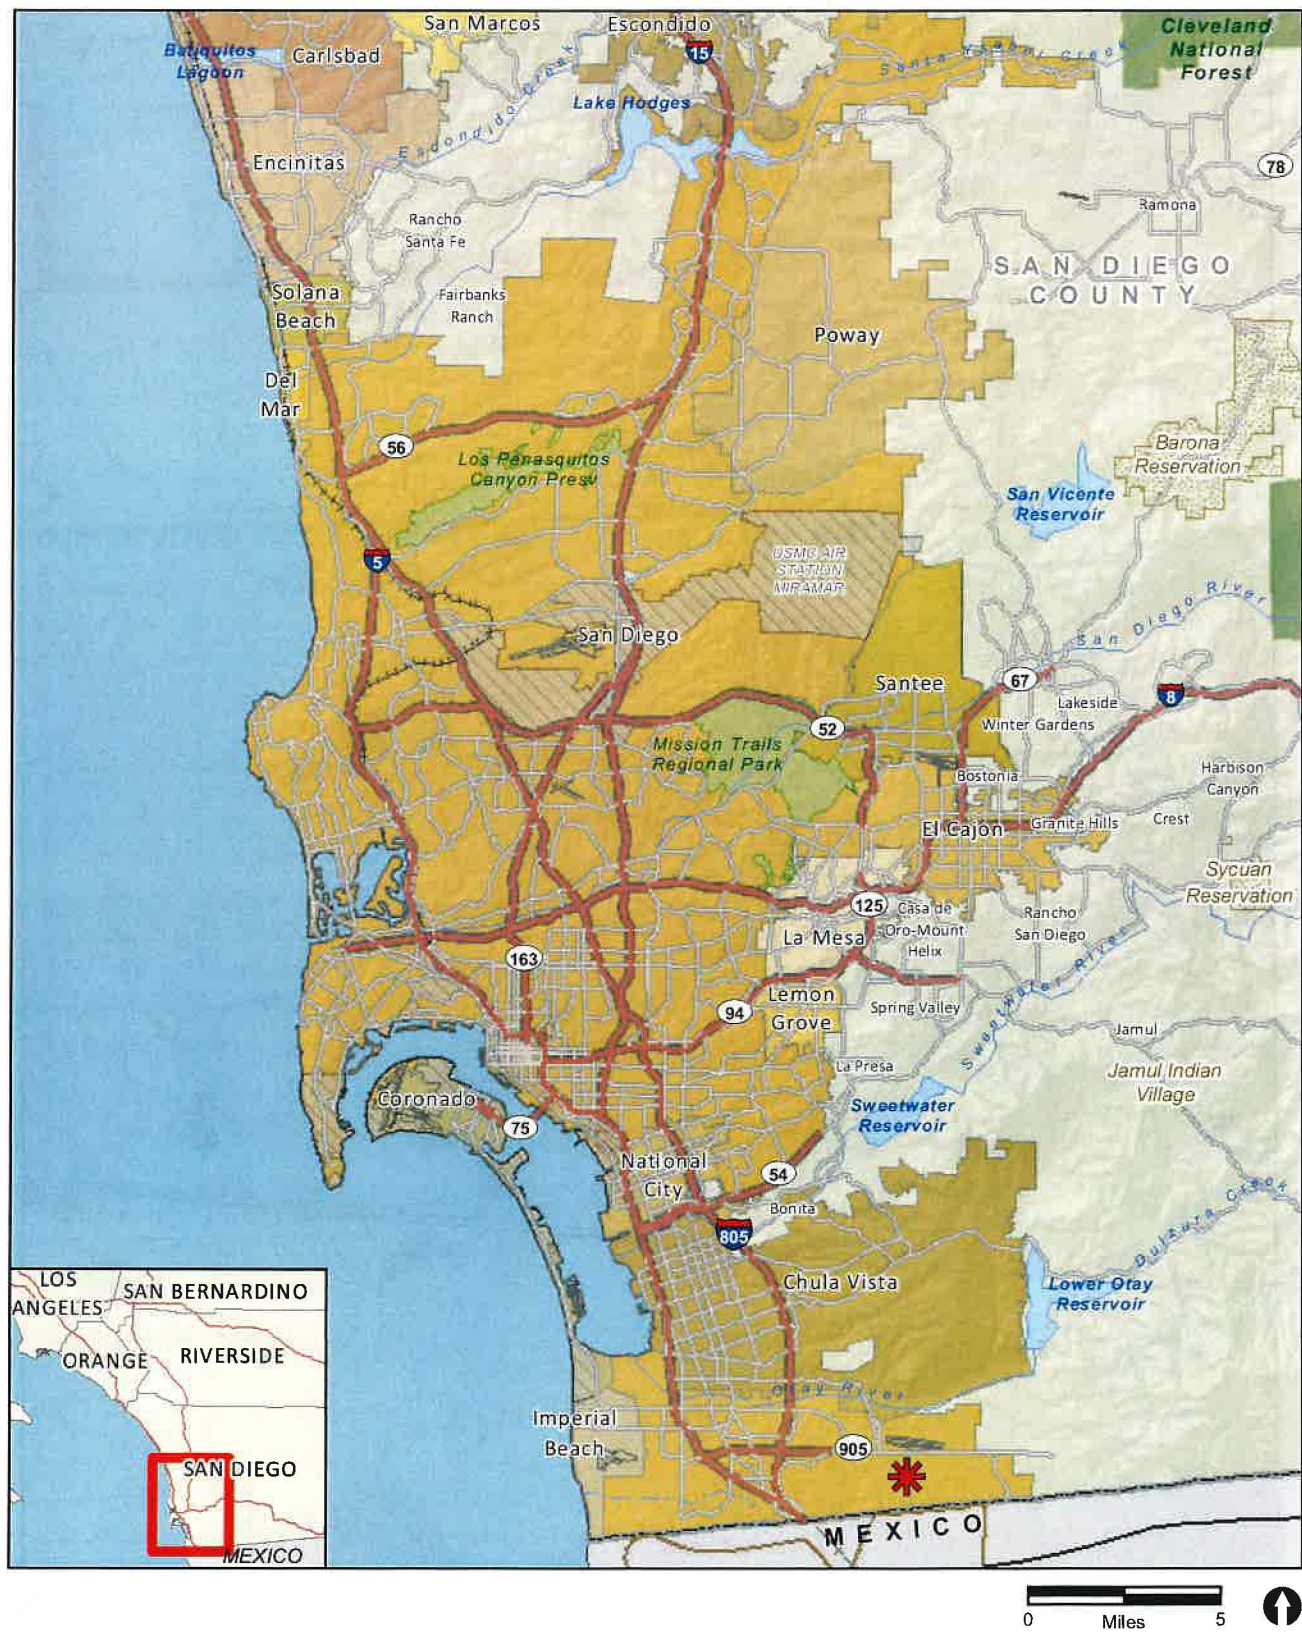 San Marcos
Escondido
Cleveland
National
Forest
Batiquitos
Lagoon
Carlsbad
15
Santa Ysabel Creek
Escondido Creek
Lake Hodges
Encinitas
78
Ramona
Rancho
Santa Fe
SAN DIEGO
COUNTY
Solana
Beach
Fairbanks
Ranch
Poway
Del
Mar
56
Los Penasquitos
Canyon Presv
Barona
Reservation
San Vicente
Reservoir
5
USMC AIR
STATION
MIRAMAR
San Diego River
San Diego
Santee
67
8
Lakeside
Winter Gardens
52
Mission Trails
Regional Park
Bostonia
Harbison
Canyon
El Cajon
Granite Hills
Crest
Sycuan
Reservation
125
Casa de
Oro-Mount
Helix
Rancho
San Diego
La Mesa
163
Lemon
Grove
94
Spring Valley
Sweetwater River
Jamul
La Presa
Jamul Indian
Village
Coronado
75
Sweetwater
Reservoir
National
City
54
Bonita
Dulzura Creek
805
Chula Vista
Lower Otay
Reservoir
LOS
ANGELES
SAN BERNARDINO
ORANGE
RIVERSIDE
Otay River
Imperial
Beach
905
SAN DIEGO
MEXICO
MEXICO
0
Miles
5